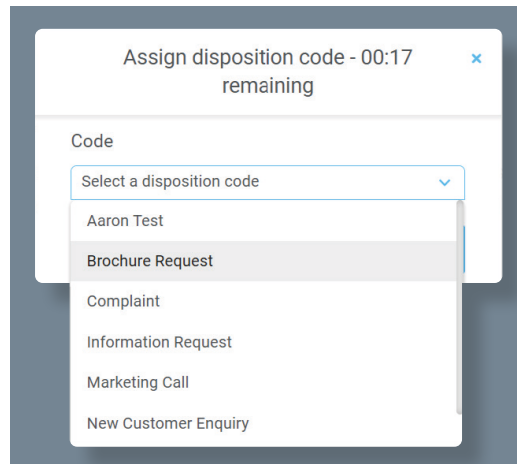 Assign disposition code - 00:17
remaining
×
Code
Select a disposition code
Aaron Test
Brochure Request
Complaint
Information Request
Marketing Call
New Customer Enquiry